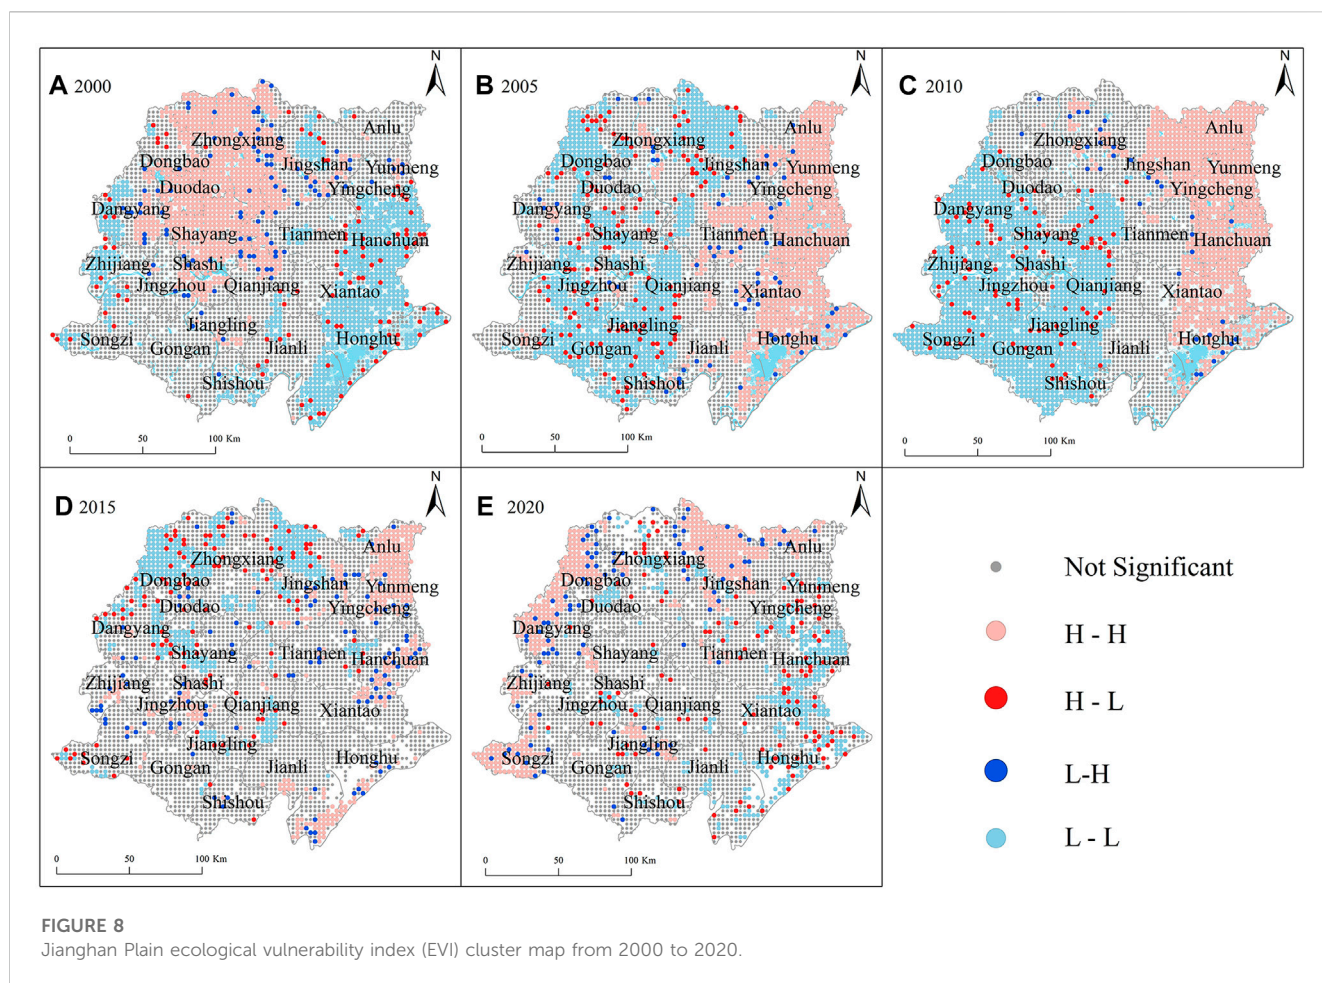 A 2000
N
Anlu
Zhongxiang
Dongbao
Jingshan
Yunmeng
Duodao
Yingcheng
Dangyang
Shayang
Tianmen
Hanchuan
Zhijiang
Shashi
Jingzhou
Qianjiang
Xiantao
Jiangling
Songzi
Gongan
Jianli
Honghu
Shishou
0 50 100 Km
B 2005
N
Anlu
Zhongxiang
Dongbao
Jingshan
Yunmeng
Duodao
Yingcheng
Dangyang
Shayang
Tianmen
Hanchuan
Zhijiang
Shashi
Jingzhou
Qianjiang
Xiantao
Jiangling
Songzi
Gongan
Jianli
Honghu
Shishou
0 50 100 Km
C 2010
N
Anlu
Zhongxiang
Dongbao
Jingshan
Yunmeng
Duodao
Yingcheng
Dangyang
Shayang
Tianmen
Hanchuan
Zhijiang
Shashi
Jingzhou
Qianjiang
Xiantao
Jiangling
Songzi
Gongan
Jianli
Honghu
Shishou
0 50 100 Km
D 2015
N
Anlu
Zhongxiang
Dongbao
Jingshan
Yunmeng
Duodao
Yingcheng
Dangyang
Shayang
Tianmen
Hanchuan
Zhijiang
Shashi
Jingzhou
Qianjiang
Xiantao
Jiangling
Songzi
Gongan
Jianli
Honghu
Shishou
0 50 100 Km
E 2020
N
Anlu
Zhongxiang
Dongbao
Jingshan
Yunmeng
Duodao
Yingcheng
Dangyang
Shayang
Tianmen
Hanchuan
Zhijiang
Shashi
Jingzhou
Qianjiang
Xiantao
Jiangling
Songzi
Gongan
Jianli
Honghu
Shishou
0 50 100 Km
Not Significant
H - H
H - L
L-H
L - L
FIGURE 8
Jianghan Plain ecological vulnerability index (EVI) cluster map from 2000 to 2020.